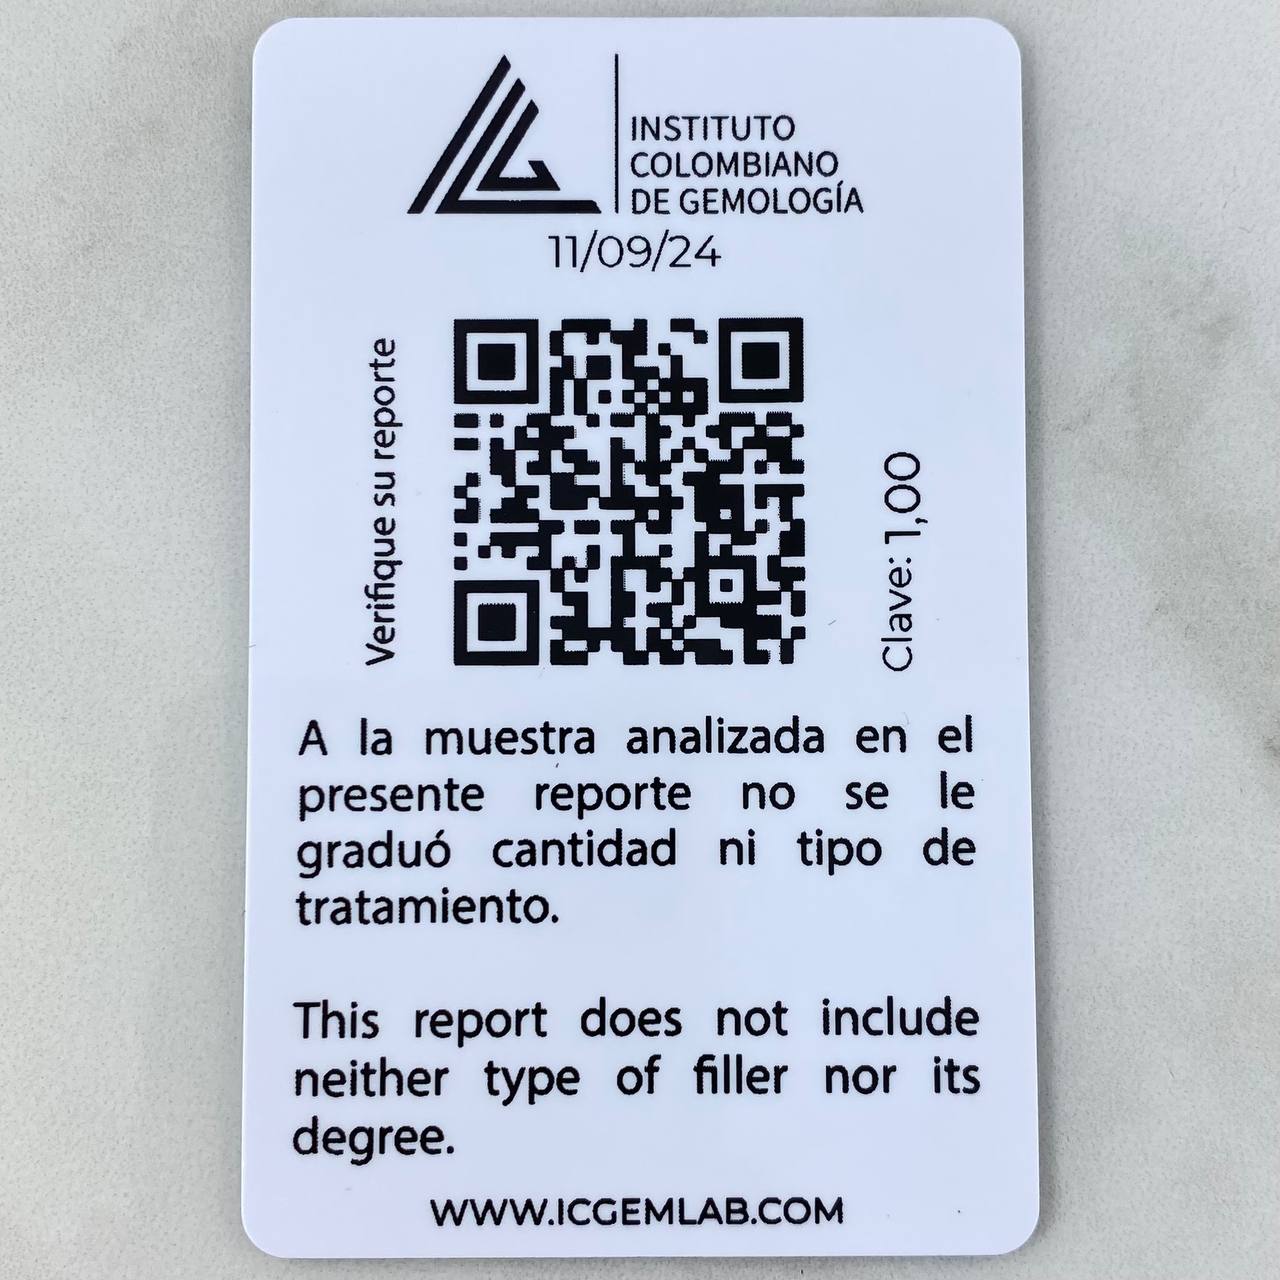 INSTITUTO
COLOMBIANO
DE GEMOLOGÍA
11/09/24
Verifique su reporte
Clave: 1,00
A la muestra analizada en el
presente reporte no se le
graduó cantidad ni tipo de
tratamiento.
This report does not include
neither type of filler nor its
degree.
WWW.ICGEMLAB.COM